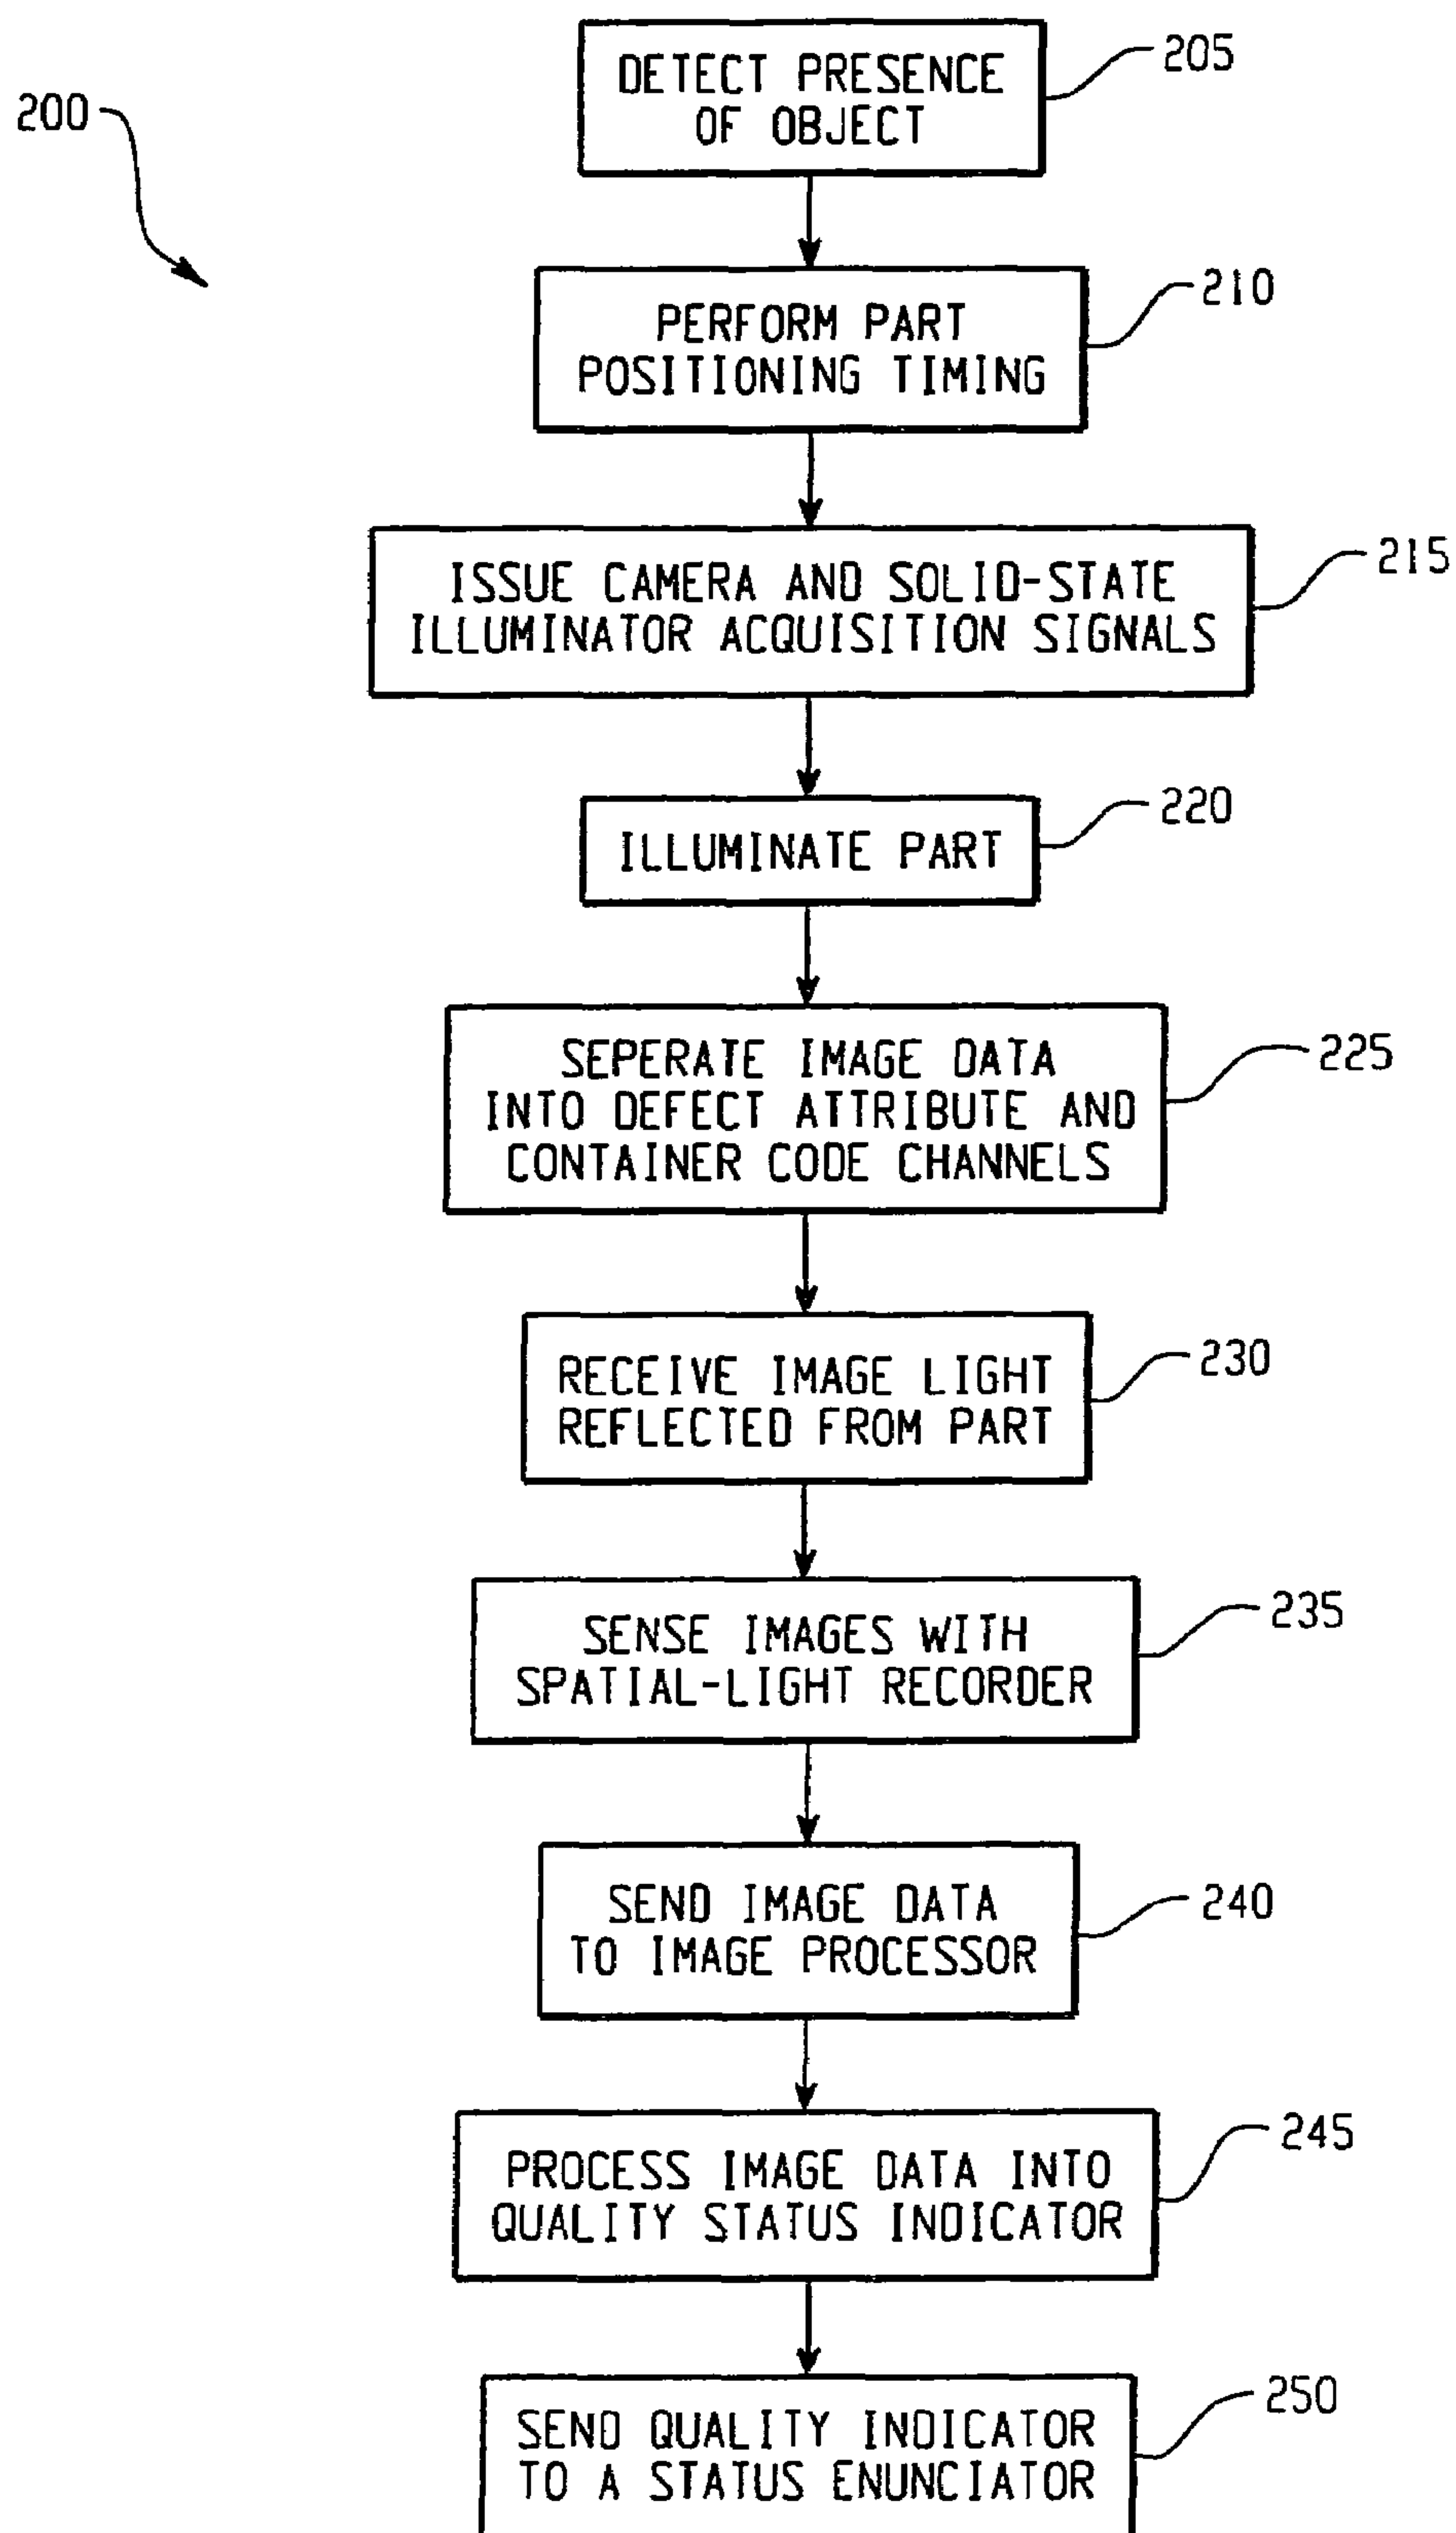 200
DETECT PRESENCE
OF OBJECT
205
PERFORM PART
POSITIONING TIMING
210
ISSUE CAMERA AND SOLID-STATE
ILLUMINATOR ACQUISITION SIGNALS
215
ILLUMINATE PART
220
SEPERATE IMAGE DATA
INTO DEFECT ATTRIBUTE AND
CONTAINER CODE CHANNELS
225
RECEIVE IMAGE LIGHT
REFLECTED FROM PART
230
SENSE IMAGES WITH
SPATIAL-LIGHT RECORDER
235
SEND IMAGE DATA
TO IMAGE PROCESSOR
240
PROCESS IMAGE DATA INTO
QUALITY STATUS INDICATOR
245
SEND QUALITY INDICATOR
TO A STATUS ENUNCIATOR
250